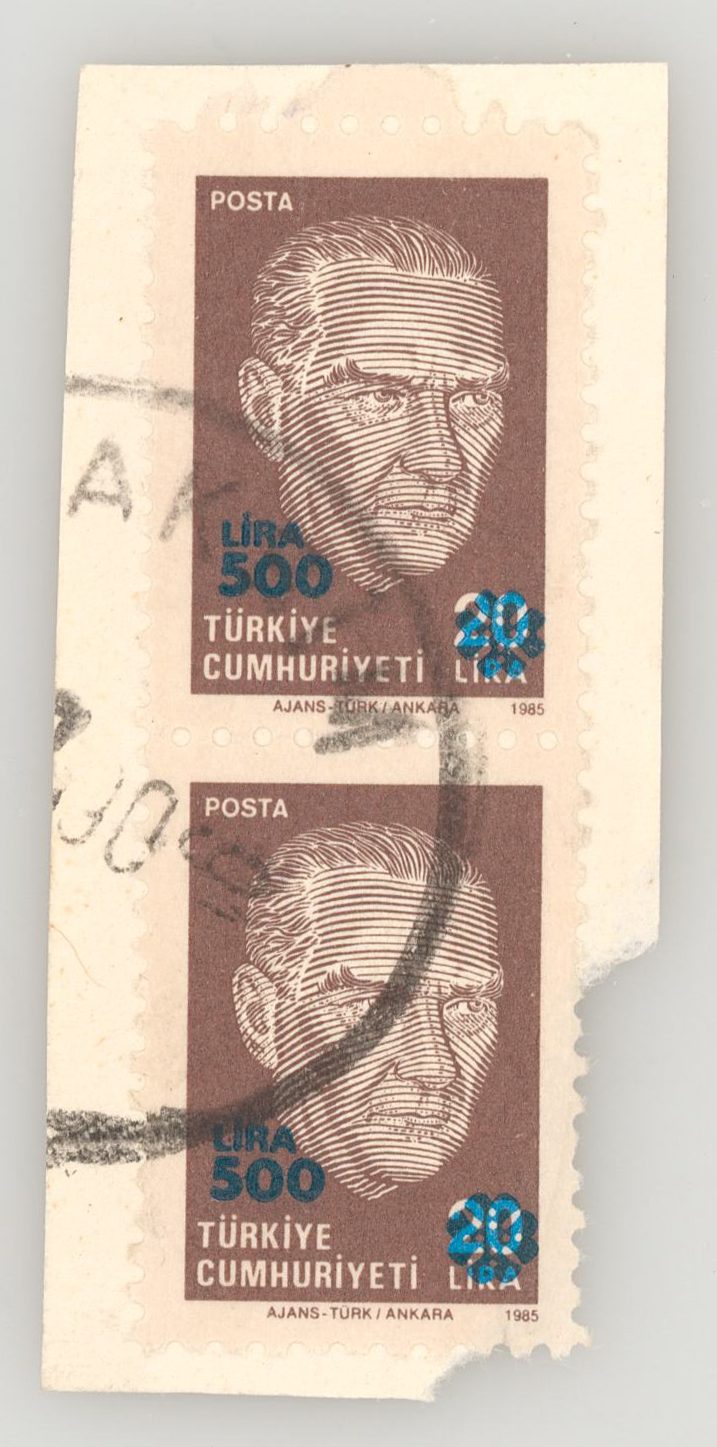 POSTA
LİRA
500
TÜRKİYE
20
CUMHURİYETİ LİRA
AJANS-TÜRK / ANKARA 1985
POSTA
LİRA
500
TÜRKİYE
20
CUMHURİYETİ LİRA
AJANS-TÜRK / ANKARA 1985